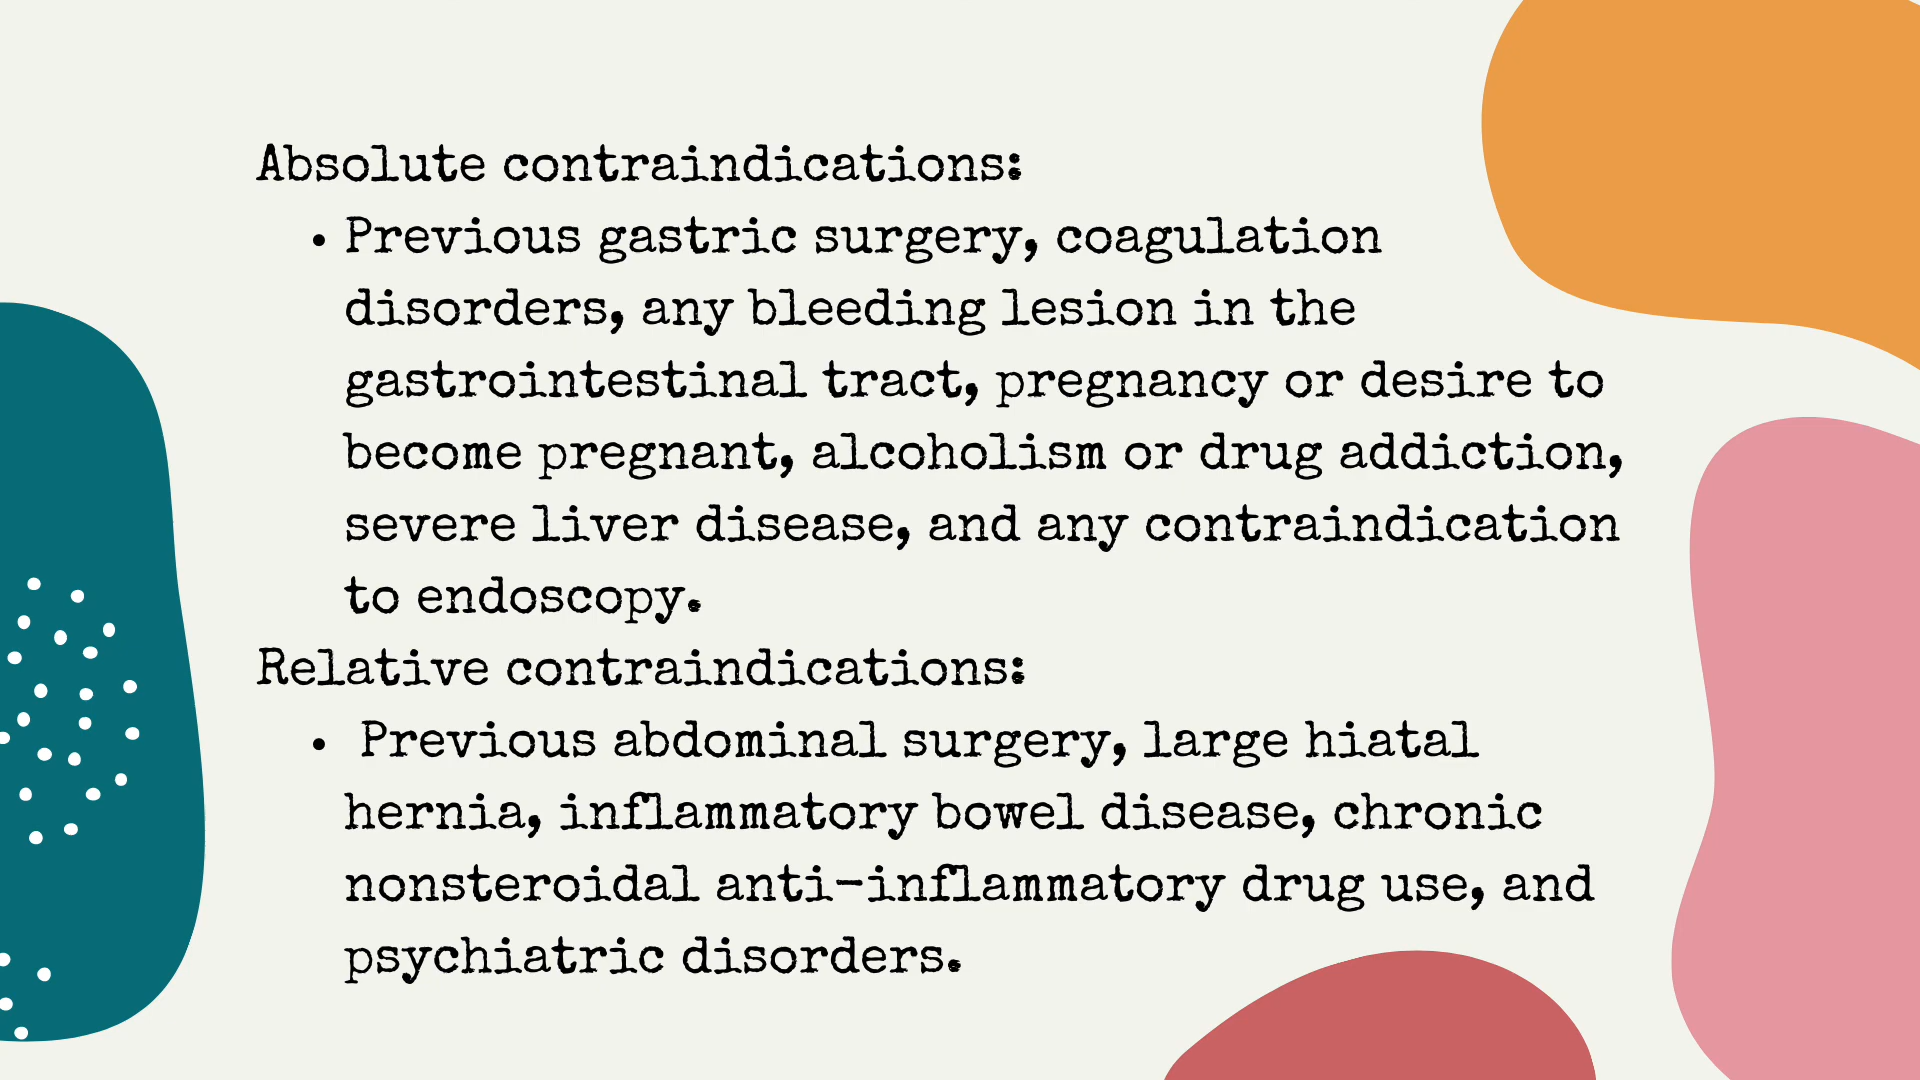 Absolute contraindications:
• Previous gastric surgery, coagulation
disorders, any bleeding lesion in the
gastrointestinal tract, pregnancy or desire to
become pregnant, alcoholism or drug addiction,
severe liver disease, and any contraindication
to endoscopy.
Relative contraindications:
• Previous abdominal surgery, large hiatal
hernia, inflammatory bowel disease, chronic
nonsteroidal anti-inflammatory drug use, and
psychiatric disorders.